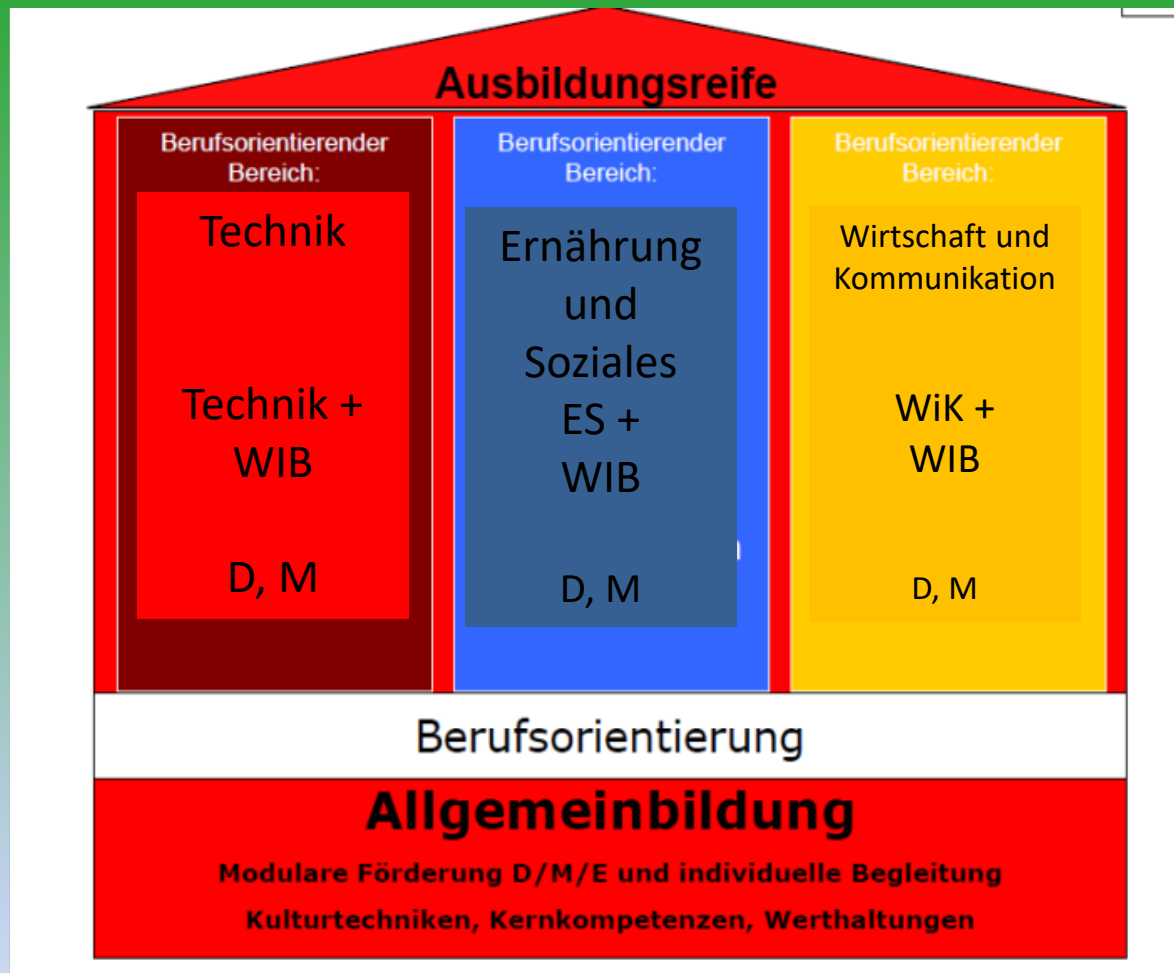 Ausbildungsreife
Berufsorientierender
Bereich:
Technik
Technik +
WIB
D, M
Berufsorientierender
Bereich:
Ernährung
und
Soziales
ES +
WIB
D, M
Berufsorientierender
Bereich:
Wirtschaft und
Kommunikation
WiK +
WIB
D, M
Berufsorientierung
Allgemeinbildung
Modulare Förderung D/M/E und individuelle Begleitung
Kulturtechniken, Kernkompetenzen, Werthaltungen